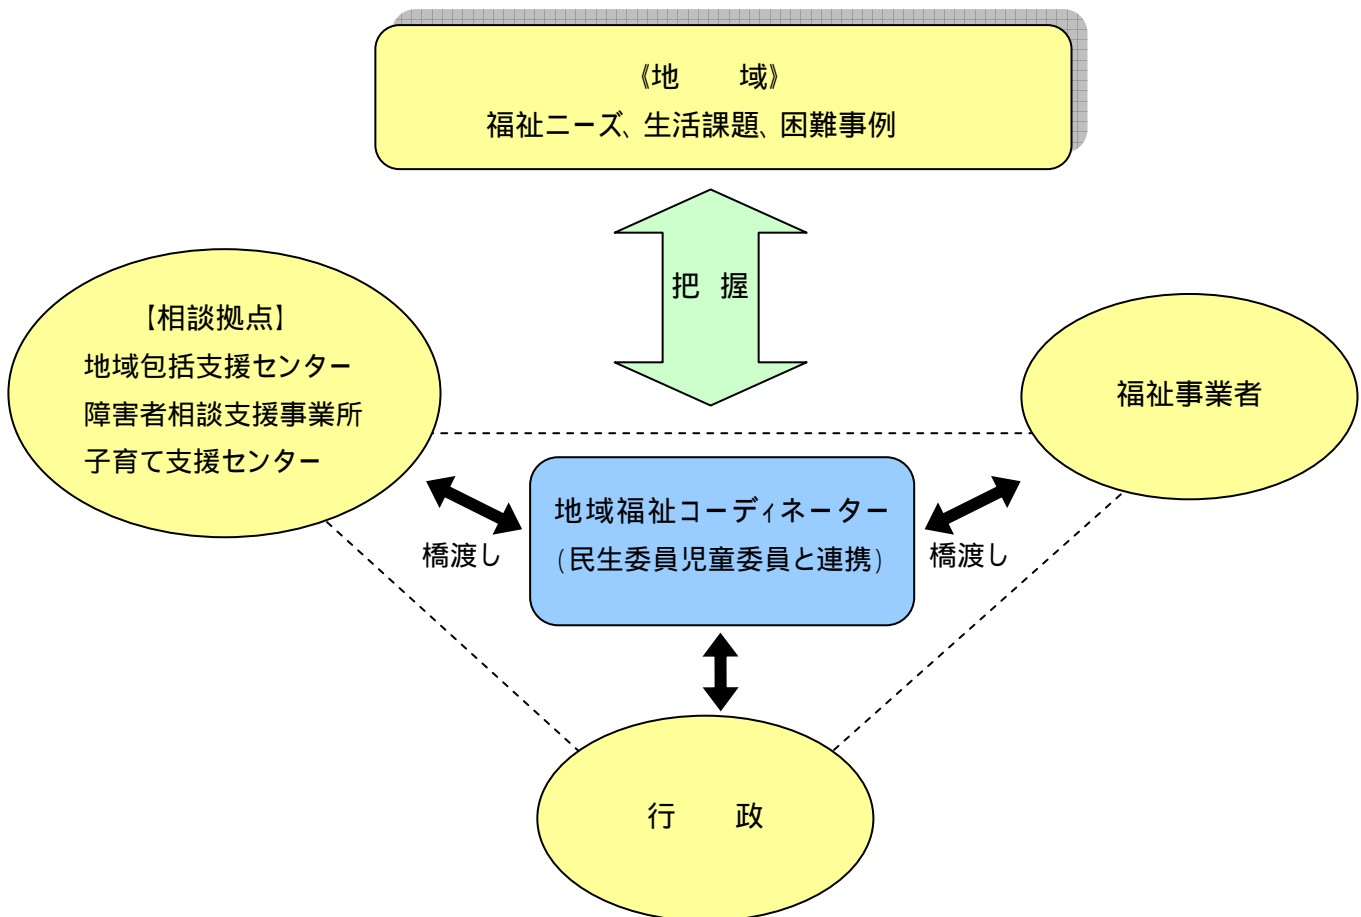 《地　　域》
福祉ニーズ、生活課題、困難事例
把 握
【相談拠点】
地域包括支援センター
障害者相談支援事業所
子育て支援センター
福祉事業者
地域福祉コーディネーター
(民生委員児童委員と連携)
橋渡し
橋渡し
行　　政